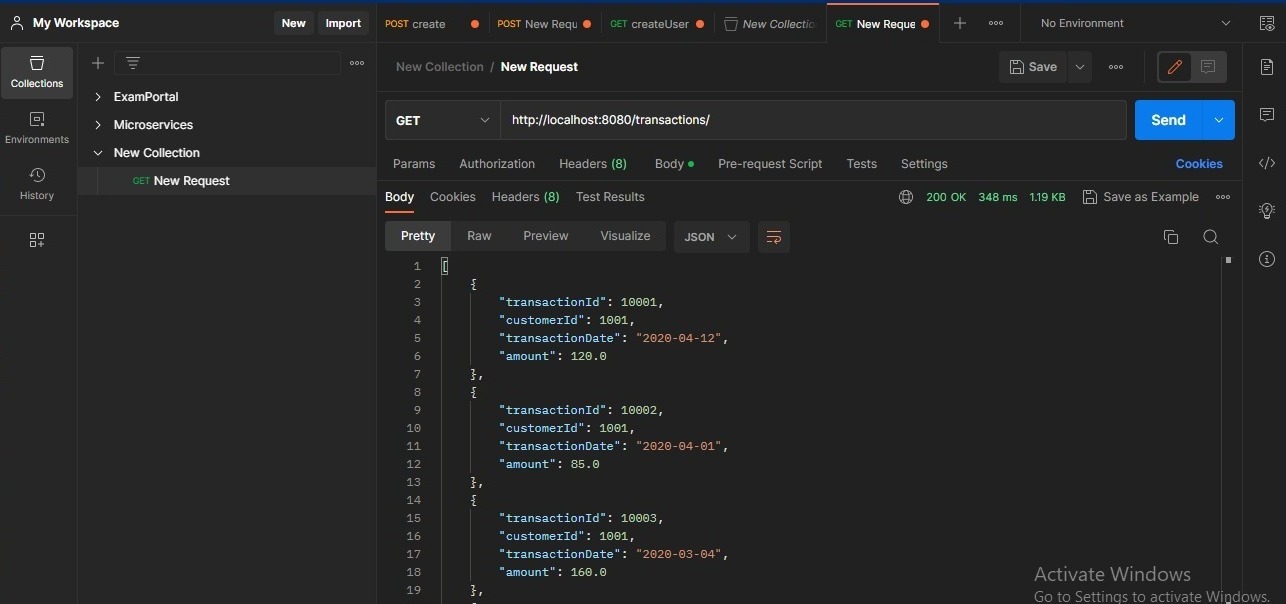 My Workspace
New
Import
POST create
POST New Requ
GET createUser
New Collectio
GET New Reque
No Environment
Collections
Environments
History
ExamPortal
Microservices
New Collection
GET New Request
New Collection / New Request
Save
GET
http://localhost:8080/transactions/
Send
Params
Authorization
Headers (8)
Body
Pre-request Script
Tests
Settings
Cookies
Body
Cookies
Headers (8)
Test Results
200 OK
348 ms
1.19 KB
Save as Example
Pretty
Raw
Preview
Visualize
JSON
1 [
2 {
3 "transactionId": 10001,
4 "customerId": 1001,
5 "transactionDate": "2020-04-12",
6 "amount": 120.0
7 },
8 {
9 "transactionId": 10002,
10 "customerId": 1001,
11 "transactionDate": "2020-04-01",
12 "amount": 85.0
13 },
14 {
15 "transactionId": 10003,
16 "customerId": 1001,
17 "transactionDate": "2020-03-04",
18 "amount": 160.0
19 },
Activate Windows
Go to Settings to activate Windows.